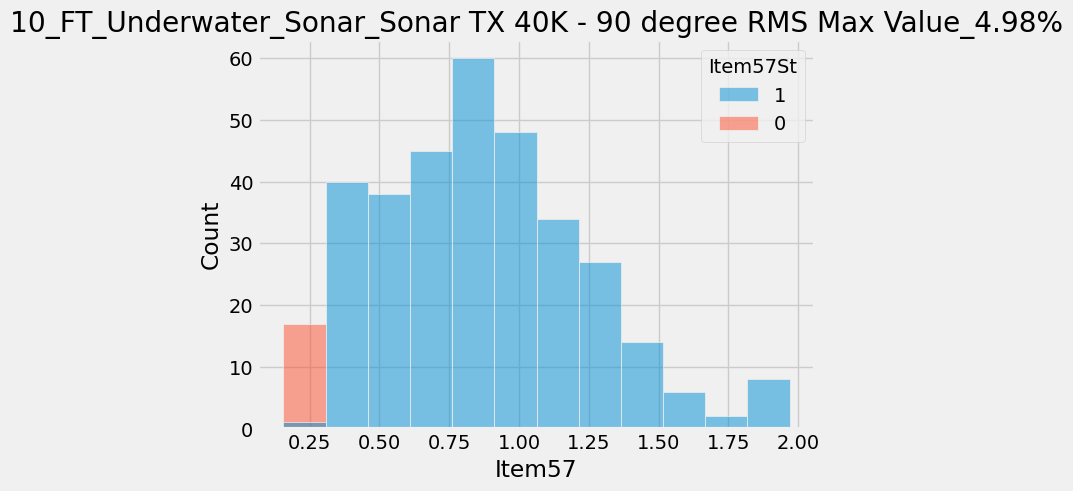 10_FT_Underwater_Sonar_Sonar TX 40K - 90 degree RMS Max Value_4.98%
Item57St
1
0
60
50
40
30
20
10
0
Count
0.25 0.50 0.75 1.00 1.25 1.50 1.75 2.00
Item57